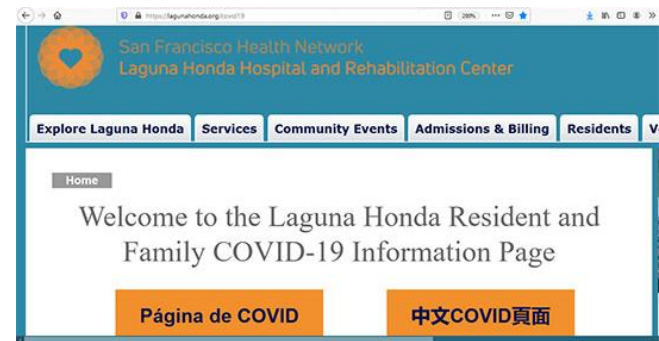 https://lagunahonda.org/covid19
200%
San Francisco Health Network
Laguna Honda Hospital and Rehabilitation Center
Explore Laguna Honda Services Community Events Admissions & Billing Residents V
Home
Welcome to the Laguna Honda Resident and
Family COVID-19 Information Page
Página de COVID 中文COVID頁面